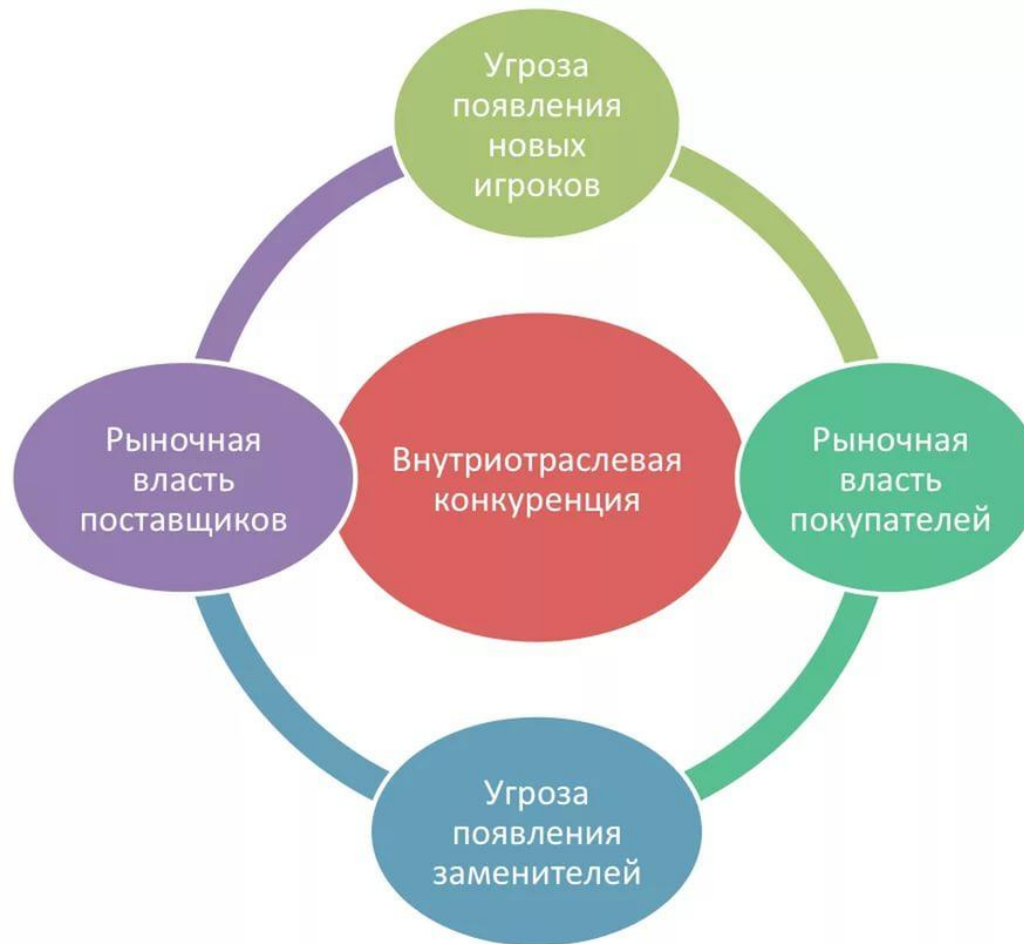 Угроза
появления
новых
игроков
Рыночная
власть
поставщиков
Внутриотраслевая
конкуренция
Рыночная
власть
покупателей
Угроза
появления
заменителей